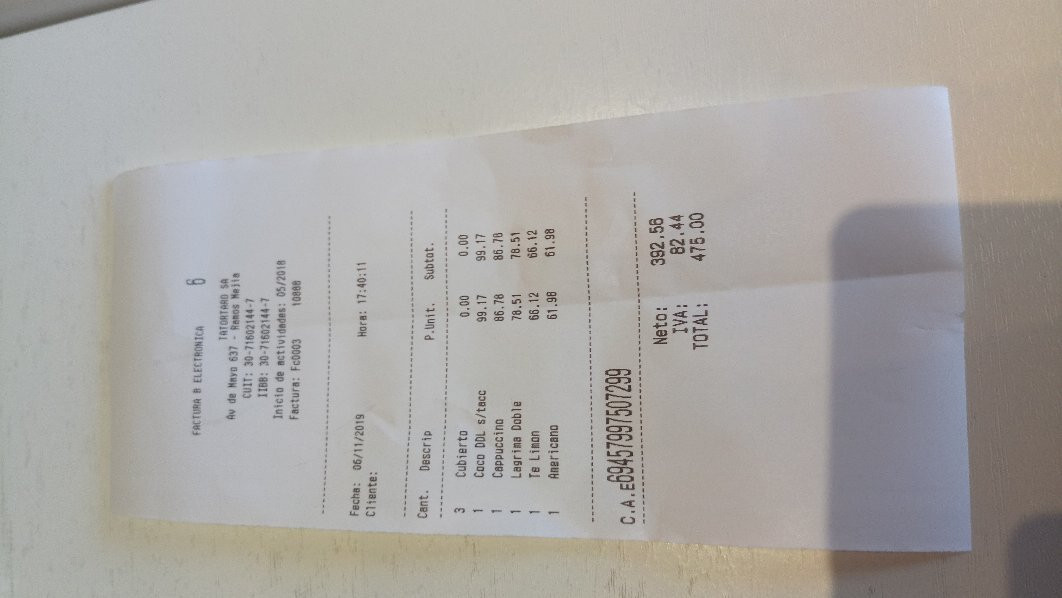 FACTURA B ELECTRONICA 6
TATORTARO SA
Av de Mayo 637 - Ramos Mejia
CUIT: 30-71602144-7
IIBB: 30-71602144-7
Inicio de actividades: 05/2018
Factura: Fc0003 10888
Fecha: 06/11/2019 Hora: 17:40:11
Cliente:
Cant. Descrip P.Unit. Subtot.
3 Cubierto 0.00 0.00
1 Coco DDL s/tacc 99.17 99.17
1 Cappuccino 86.78 86.78
1 Lagrima Doble 78.51 78.51
1 Te Limon 66.12 66.12
1 Americano 61.98 61.98
C.A.E69457997507299
Neto: 392.56
IVA: 82.44
TOTAL: 475.00